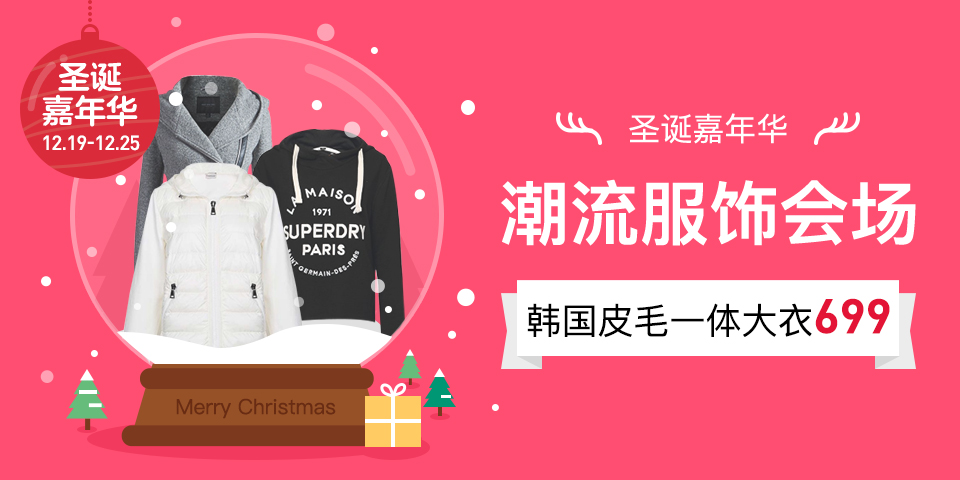 圣诞
嘉年华
12.19-12.25
LA MAISON
1971
SUPERDRY
PARIS
SAINT GERMAIN-DES-PRÉS
Merry Christmas
圣诞嘉年华
潮流服饰会场
韩国皮毛一体大衣699